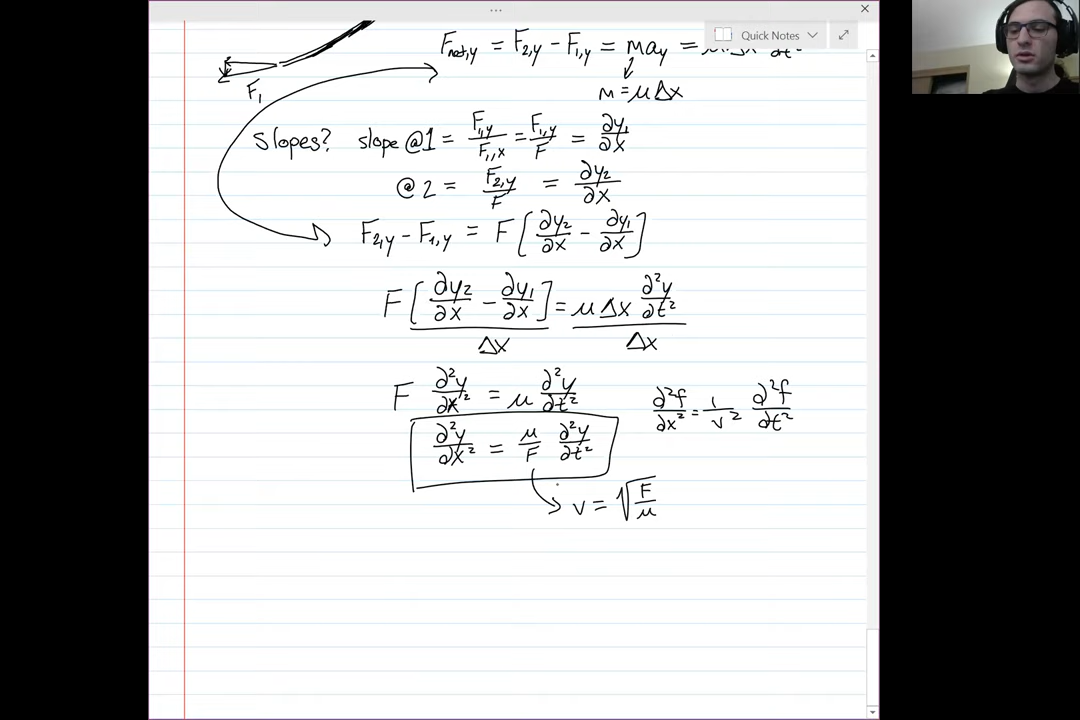 Quick Notes
F_net,y = F_2,y − F_1,y = ma_y =
F_1
m = μΔx
Slopes? slope @1 = F_1,y/F_1,x = F_1,y/F = ∂y_1/∂x
@ 2 = F_2,y/F = ∂y_2/∂x
F_2,y − F_1,y = F [∂y_2/∂x − ∂y_1/∂x]
F [∂y_2/∂x − ∂y_1/∂x] / Δx = μ Δx ∂²y/∂t² / Δx
F ∂²y/∂x² = μ ∂²y/∂t²
∂²f/∂x² = 1/v² ∂²f/∂t²
∂²y/∂x² = μ/F ∂²y/∂t²
v = √(F/μ)